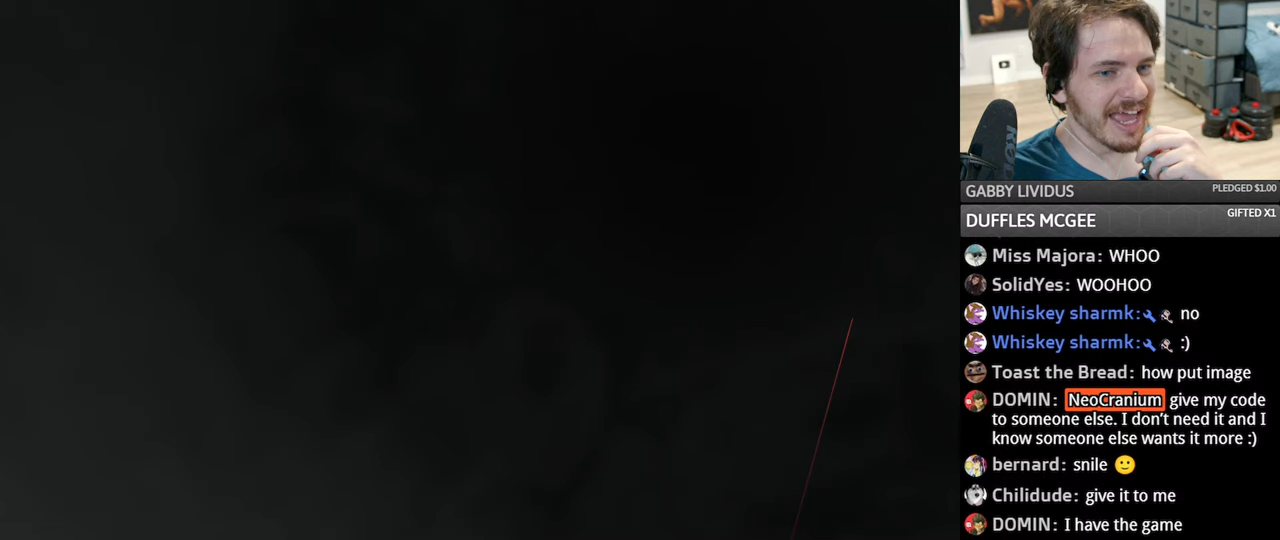 GABBY LIVIDUS PLEDGED $1.00
DUFFLES MCGEE GIFTED X1
Miss Majora: WHOO
SolidYes: WOOHOO
Whiskey sharmk: no
Whiskey sharmk: :)
Toast the Bread: how put image
DOMIN: NeoCranium give my code
to someone else. I don't need it and I
know someone else wants it more :)
bernard: snile 🙂
Chilidude: give it to me
DOMIN: I have the game